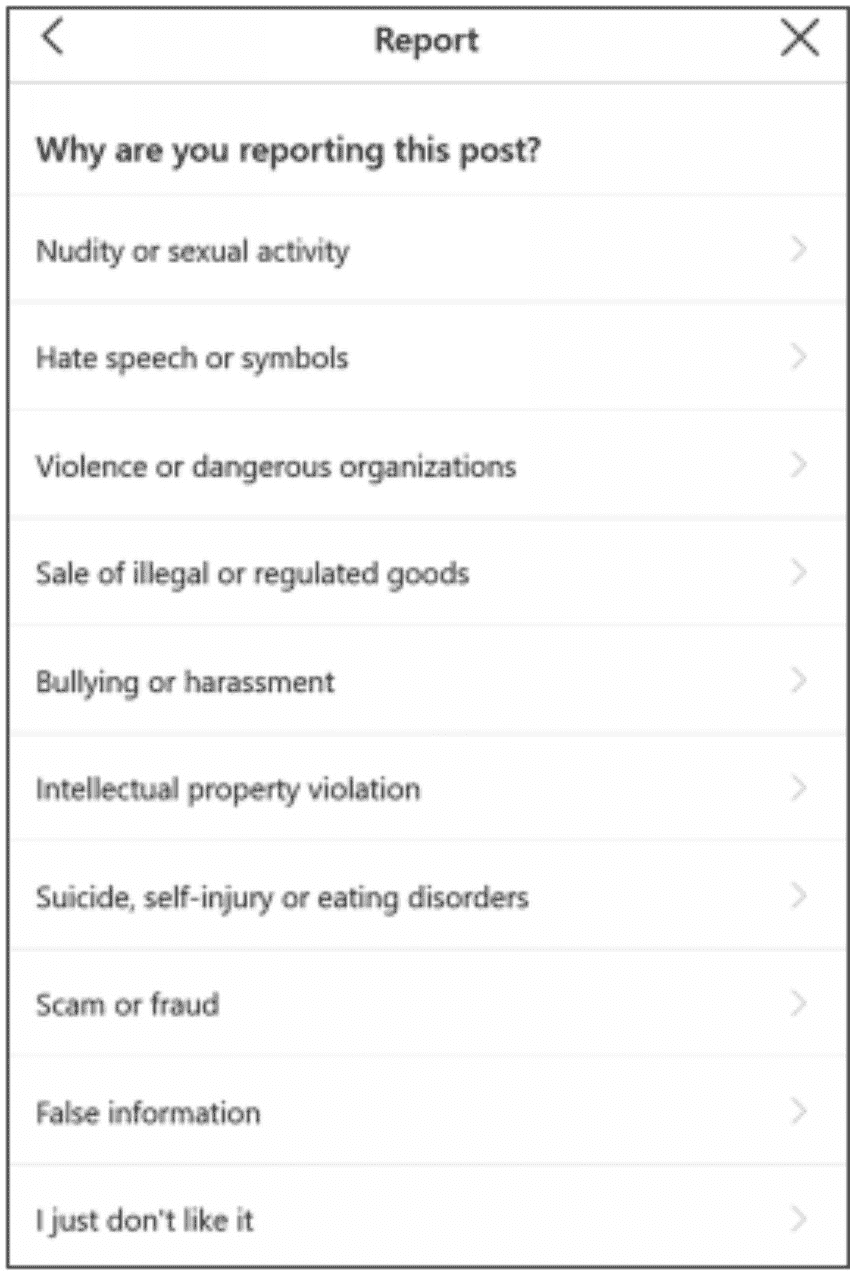 Report
Why are you reporting this post?
Nudity or sexual activity
Hate speech or symbols
Violence or dangerous organizations
Sale of illegal or regulated goods
Bullying or harassment
Intellectual property violation
Suicide, self-injury or eating disorders
Scam or fraud
False information
I just don't like it